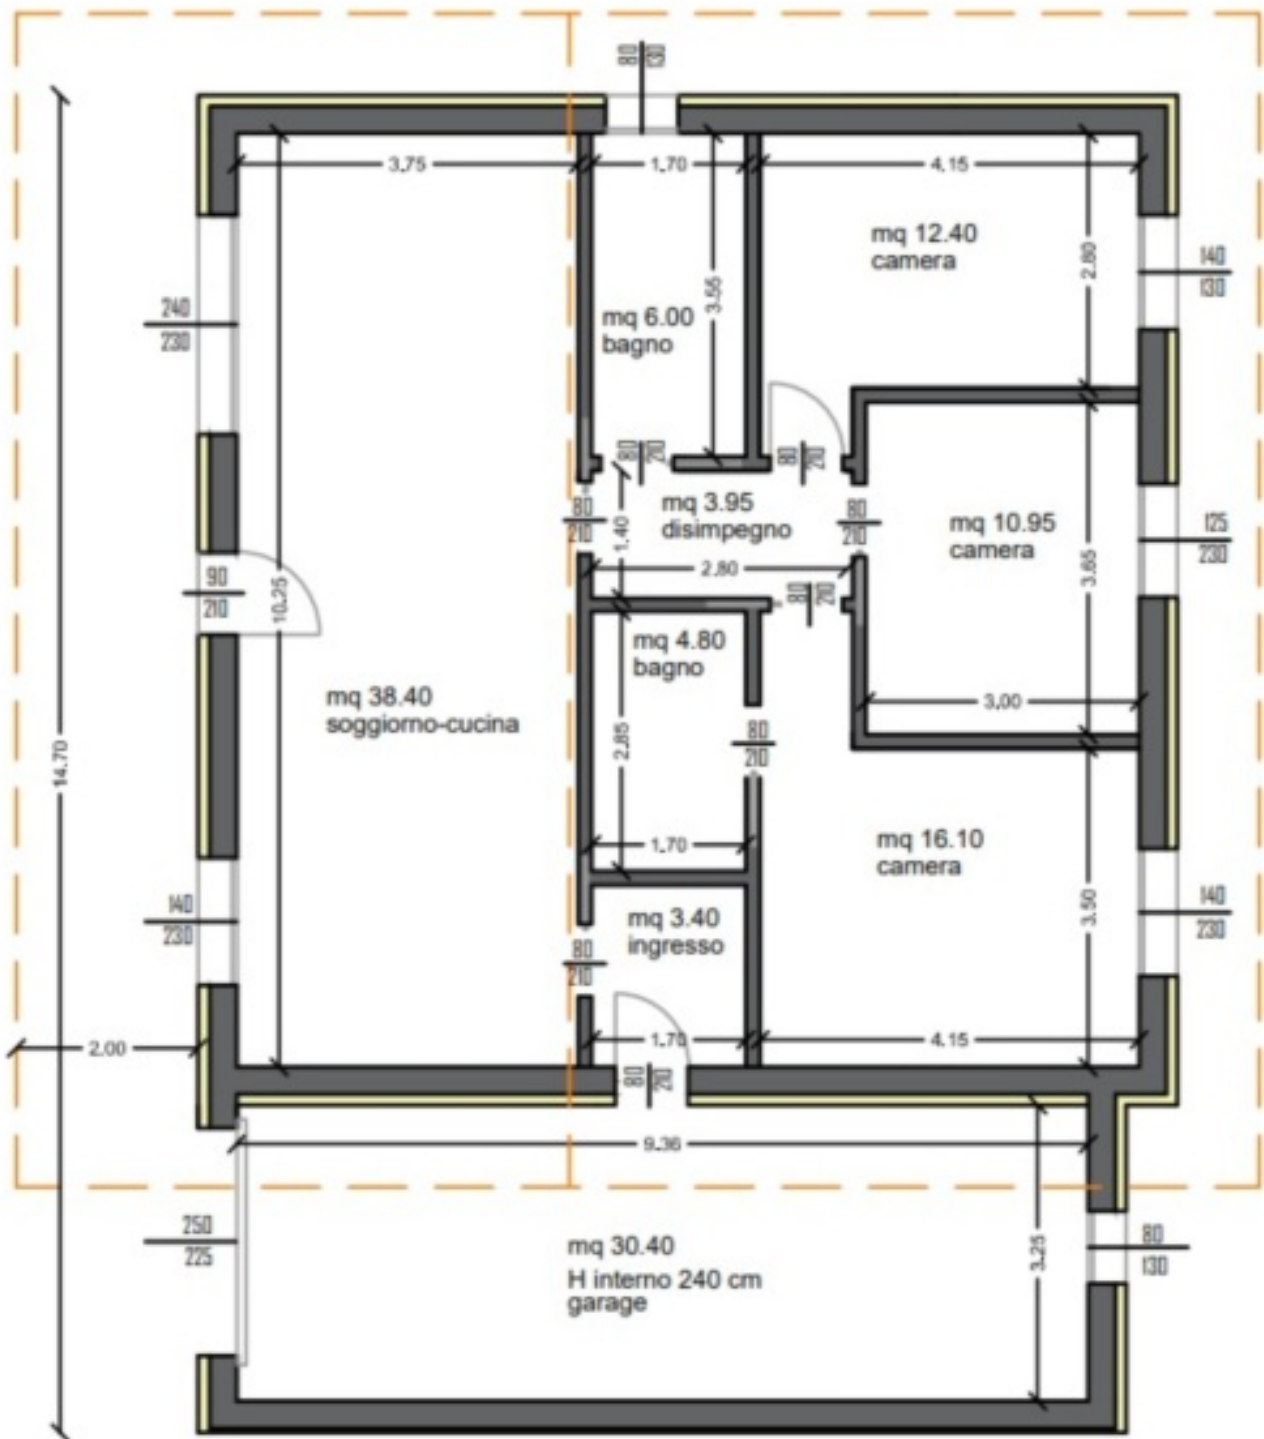 80
130
3.75
1.70
4.15
mq 12.40
camera
2.80
140
130
240
230
3.55
mq 6.00
bagno
80
210
80
210
mq 3.95
disimpegno
80
210
1.40
80
210
mq 10.95
camera
125
230
2.80
90
210
10.25
3.65
80
210
mq 4.80
bagno
mq 38.40
soggiorno-cucina
3.00
2.85
80
210
14.70
1.70
mq 16.10
camera
140
230
mq 3.40
ingresso
3.50
140
230
80
210
2.00
1.70
4.15
80
210
9.36
250
225
mq 30.40
H interno 240 cm
garage
3.25
80
130